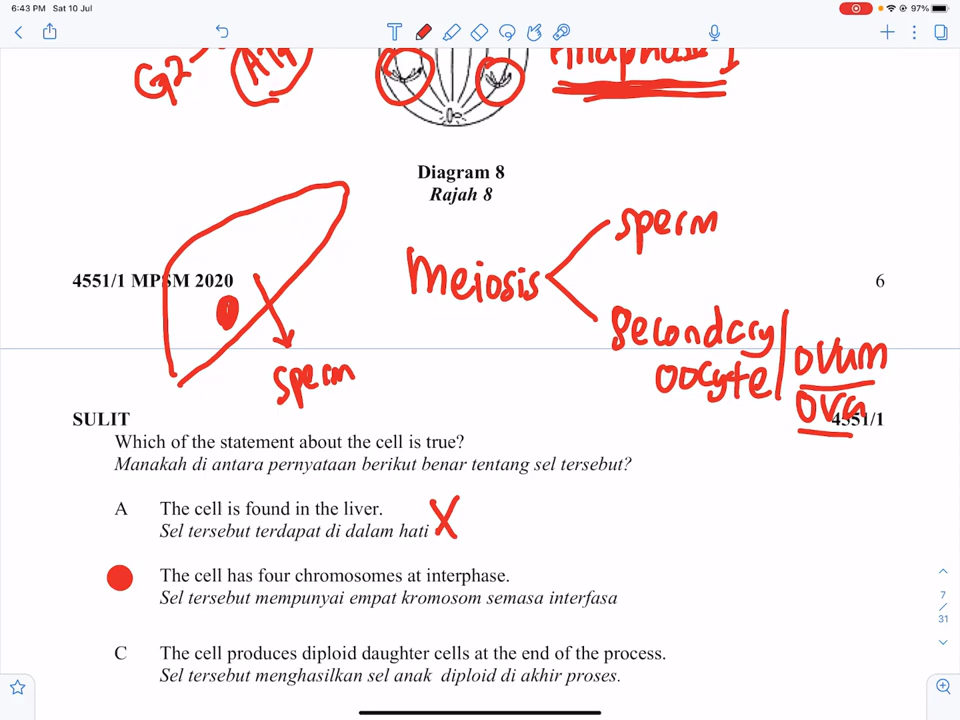 6:43 PM Sat 10 Jul
97%
G2
Anaphase I
Diagram 8
Rajah 8
sperm
Meiosis
4551/1 MPSM 2020
6
secondary
oocyte / ovum
ova
sperm
SULIT
4551/1
Which of the statement about the cell is true?
Manakah di antara pernyataan berikut benar tentang sel tersebut?
A The cell is found in the liver. X
Sel tersebut terdapat di dalam hati
The cell has four chromosomes at interphase.
Sel tersebut mempunyai empat kromosom semasa interfasa
C The cell produces diploid daughter cells at the end of the process.
Sel tersebut menghasilkan sel anak diploid di akhir proses.
7
/
31